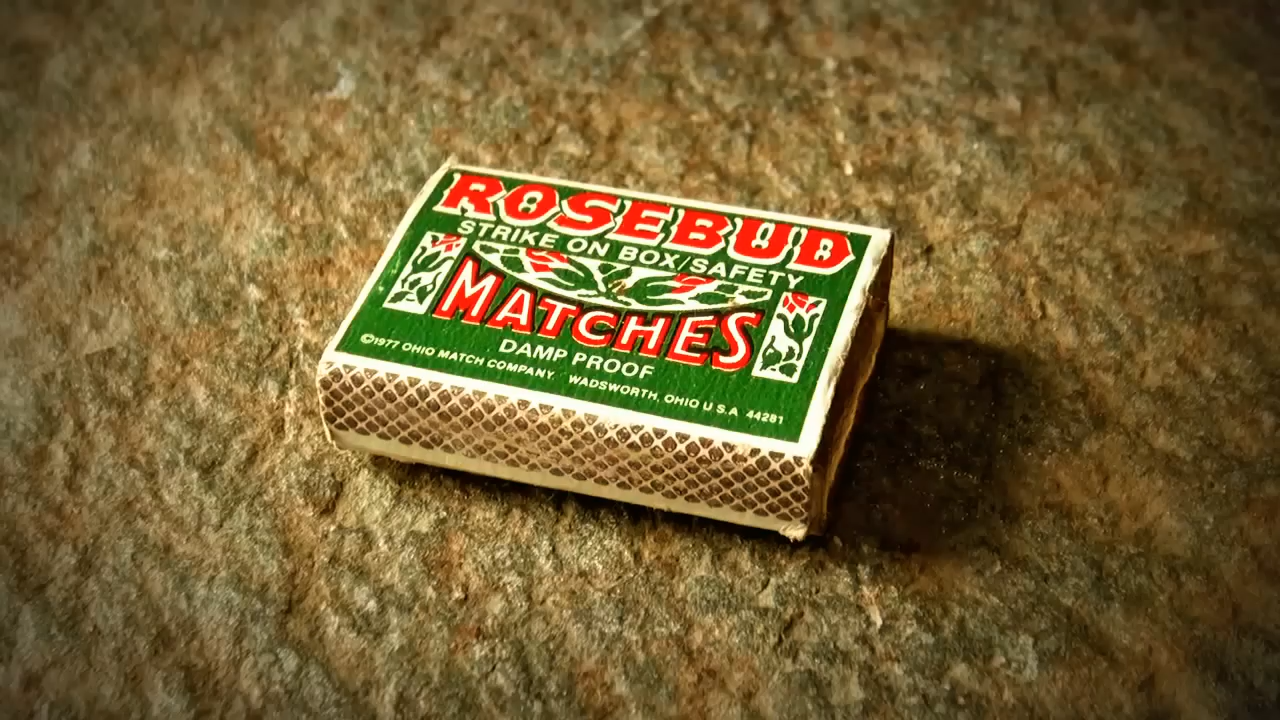 ROSEBUD
STRIKE ON BOX/SAFETY
MATCHES
DAMP PROOF
©1977 OHIO MATCH COMPANY WADSWORTH, OHIO U.S.A 44281